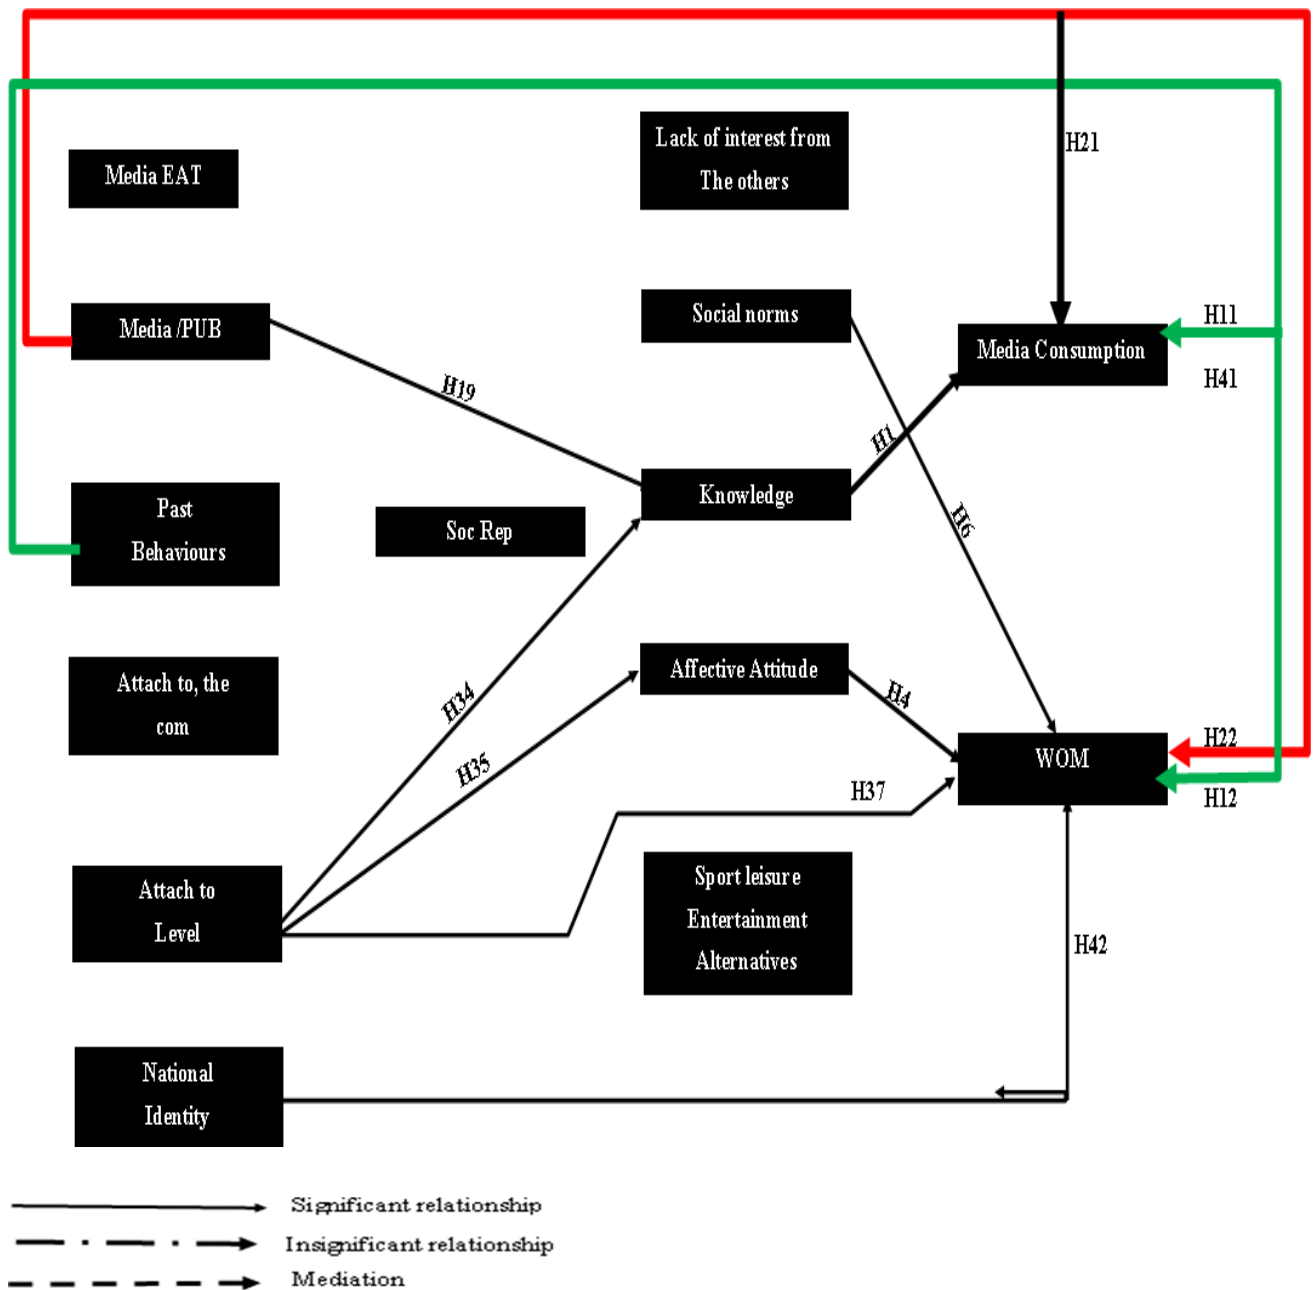 H21
Lack of interest from
The others
Media EAT
Social norms
H11
Media /PUB
Media Consumption
H41
H19
H1
Knowledge
Past
Behaviours
Soc Rep
H6
Affective Attitude
Attach to, the
com
H34
H4
H35
H22
WOM
H37
H12
Attach to
Level
Sport leisure
Entertainment
Alternatives
H42
National
Identity
Significant relationship
Insignificant relationship
Mediation